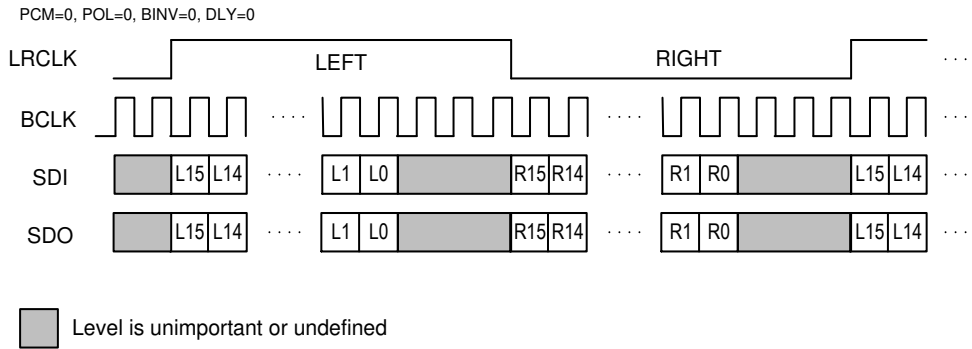 PCM=0, POL=0, BINV=0, DLY=0
LRCLK LEFT RIGHT . . .
BCLK . . . . . . . . . . .
SDI L15 L14 . . . . L1 L0 R15 R14 . . . . R1 R0 L15 L14 . . .
SDO L15 L14 . . . . L1 L0 R15 R14 . . . . R1 R0 L15 L14 . . .
Level is unimportant or undefined